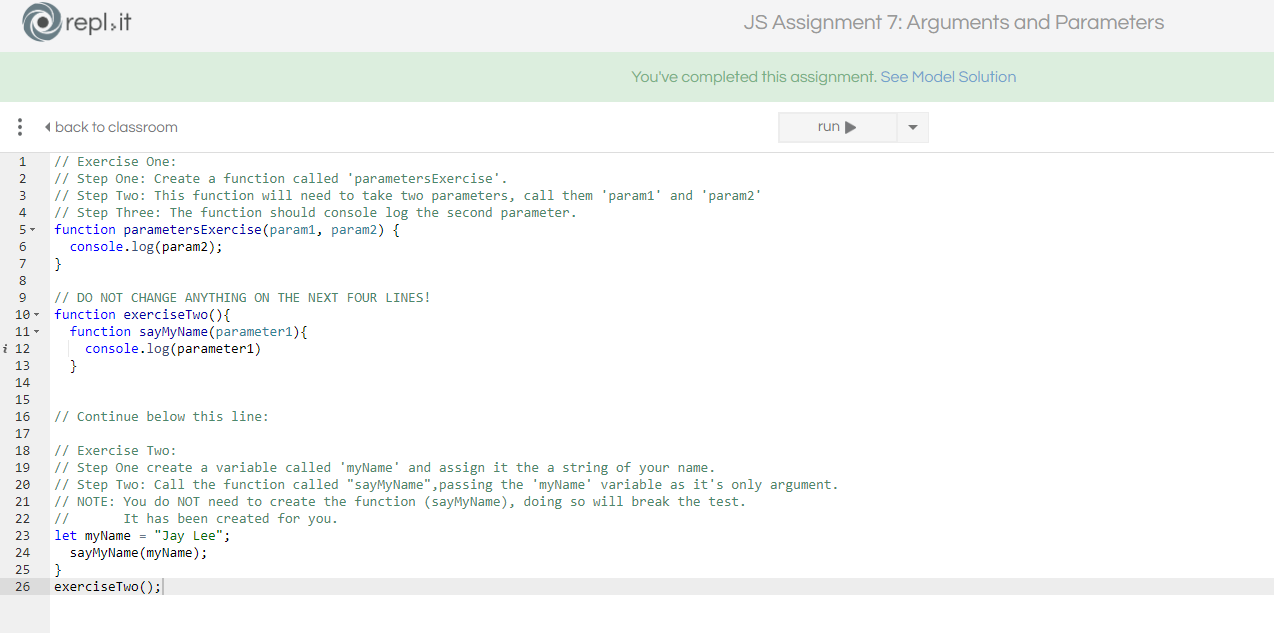 repl.it
JS Assignment 7: Arguments and Parameters
You've completed this assignment. See Model Solution
back to classroom
run
1 // Exercise One:
2 // Step One: Create a function called 'parametersExercise'.
3 // Step Two: This function will need to take two parameters, call them 'param1' and 'param2'
4 // Step Three: The function should console log the second parameter.
5 function parametersExercise(param1, param2) {
6   console.log(param2);
7 }
8
9 // DO NOT CHANGE ANYTHING ON THE NEXT FOUR LINES!
10 function exerciseTwo(){
11   function sayMyName(parameter1){
i 12     console.log(parameter1)
13   }
14
15
16 // Continue below this line:
17
18 // Exercise Two:
19 // Step One create a variable called 'myName' and assign it the a string of your name.
20 // Step Two: Call the function called "sayMyName",passing the 'myName' variable as it's only argument.
21 // NOTE: You do NOT need to create the function (sayMyName), doing so will break the test.
22 //       It has been created for you.
23 let myName = "Jay Lee";
24   sayMyName(myName);
25 }
26 exerciseTwo();